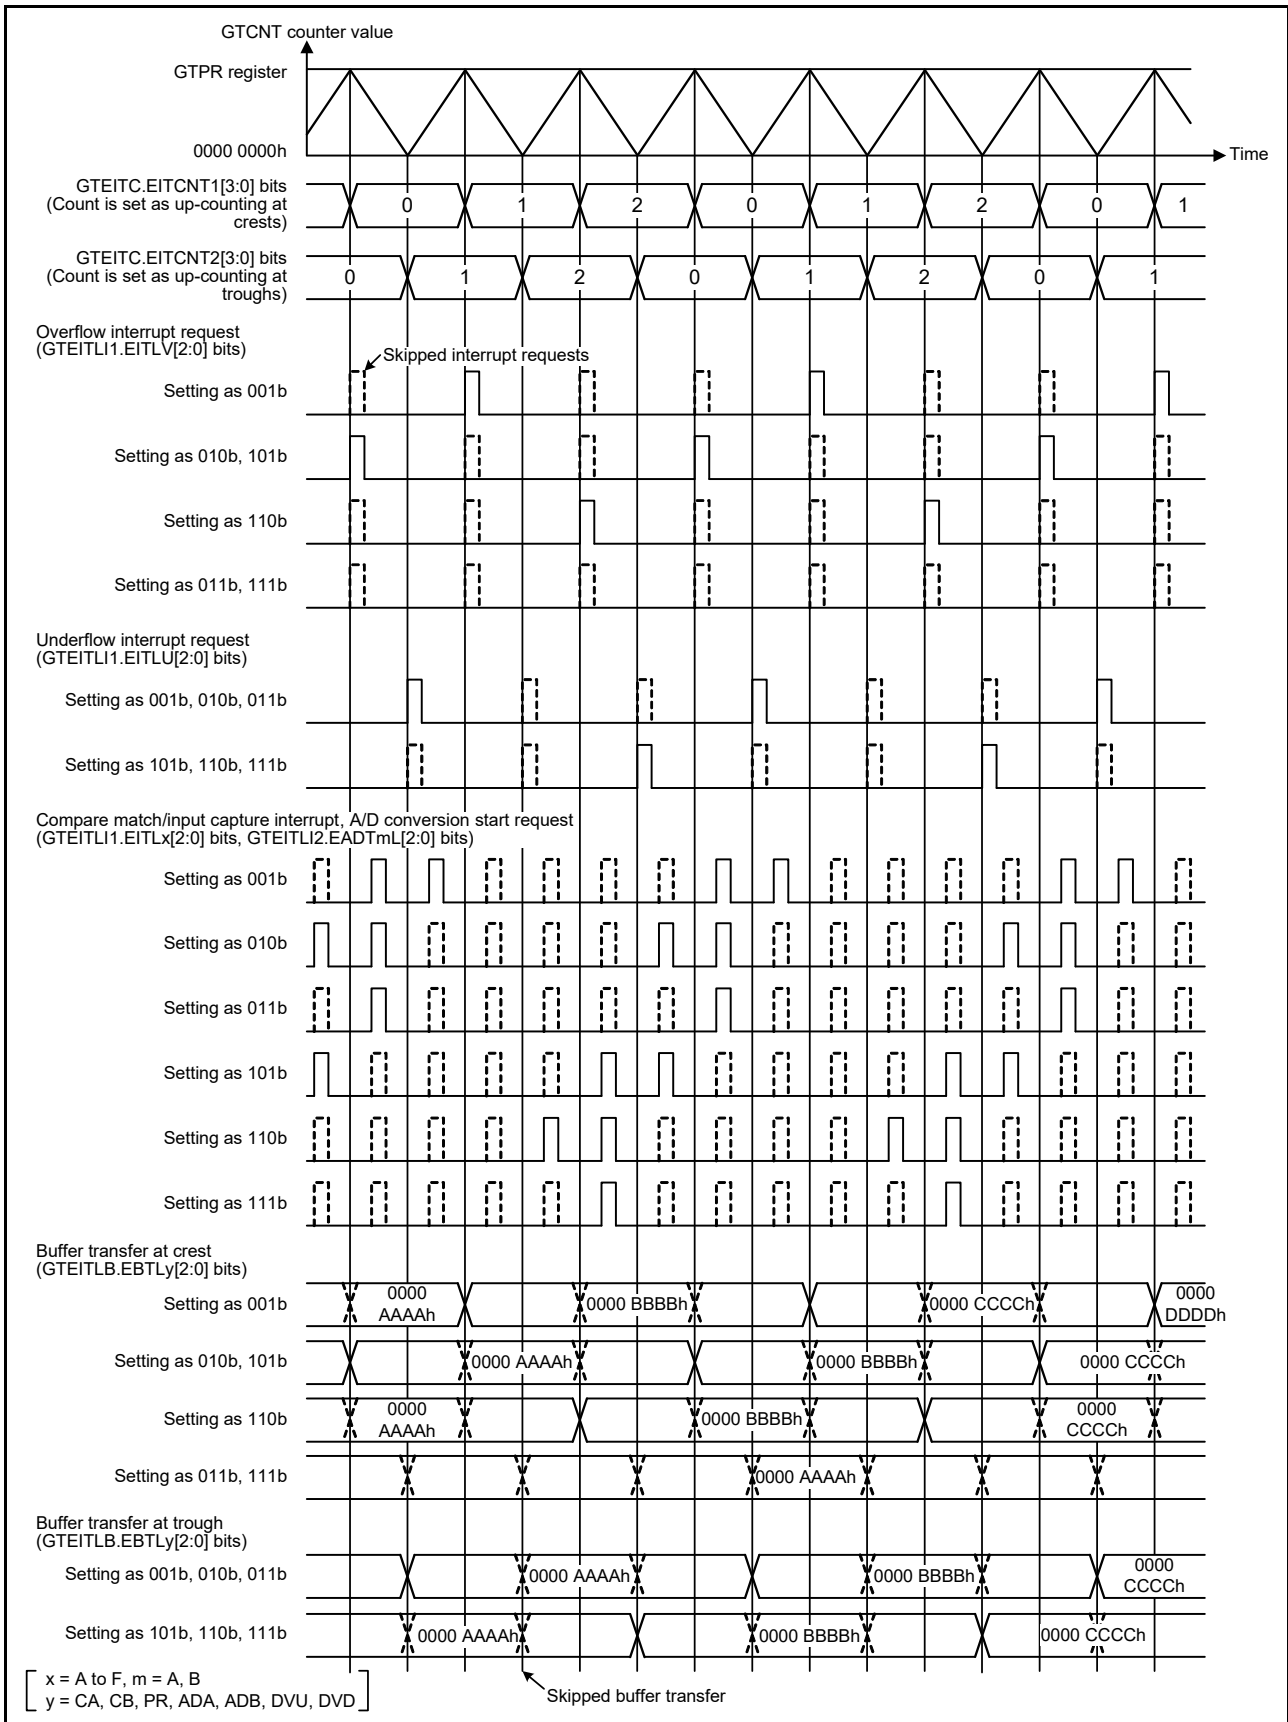 GTCNT counter value
GTPR register
0000 0000h
Time
GTEITC.EITCNT1[3:0] bits
(Count is set as up-counting at
crests)
0 1 2 0 1 2 0 1
GTEITC.EITCNT2[3:0] bits
(Count is set as up-counting at
troughs)
0 1 2 0 1 2 0 1
Overflow interrupt request
(GTEITLI1.EITLV[2:0] bits)
Skipped interrupt requests
Setting as 001b
Setting as 010b, 101b
Setting as 110b
Setting as 011b, 111b
Underflow interrupt request
(GTEITLI1.EITLU[2:0] bits)
Setting as 001b, 010b, 011b
Setting as 101b, 110b, 111b
Compare match/input capture interrupt, A/D conversion start request
(GTEITLI1.EITLx[2:0] bits, GTEITLI2.EADTmL[2:0] bits)
Setting as 001b
Setting as 010b
Setting as 011b
Setting as 101b
Setting as 110b
Setting as 111b
Buffer transfer at crest
(GTEITLB.EBTLy[2:0] bits)
Setting as 001b
0000
AAAAh
0000 BBBBh
0000 CCCCh
0000
DDDDh
Setting as 010b, 101b
0000 AAAAh
0000 BBBBh
0000 CCCCh
Setting as 110b
0000
AAAAh
0000 BBBBh
0000
CCCCh
Setting as 011b, 111b
0000 AAAAh
Buffer transfer at trough
(GTEITLB.EBTLy[2:0] bits)
Setting as 001b, 010b, 011b
0000 AAAAh
0000 BBBBh
0000
CCCCh
Setting as 101b, 110b, 111b
0000 AAAAh
0000 BBBBh
0000 CCCCh
x = A to F, m = A, B
y = CA, CB, PR, ADA, ADB, DVU, DVD
Skipped buffer transfer